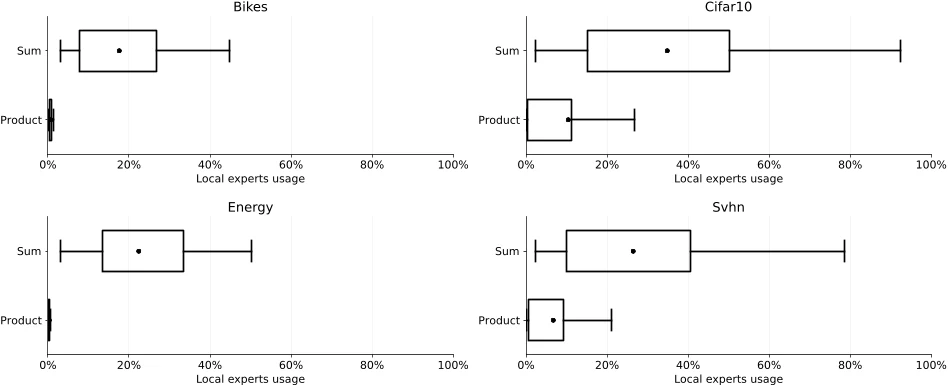 Bikes
Sum
Product
0% 20% 40% 60% 80% 100%
Local experts usage
Cifar10
Sum
Product
0% 20% 40% 60% 80% 100%
Local experts usage
Energy
Sum
Product
0% 20% 40% 60% 80% 100%
Local experts usage
Svhn
Sum
Product
0% 20% 40% 60% 80% 100%
Local experts usage